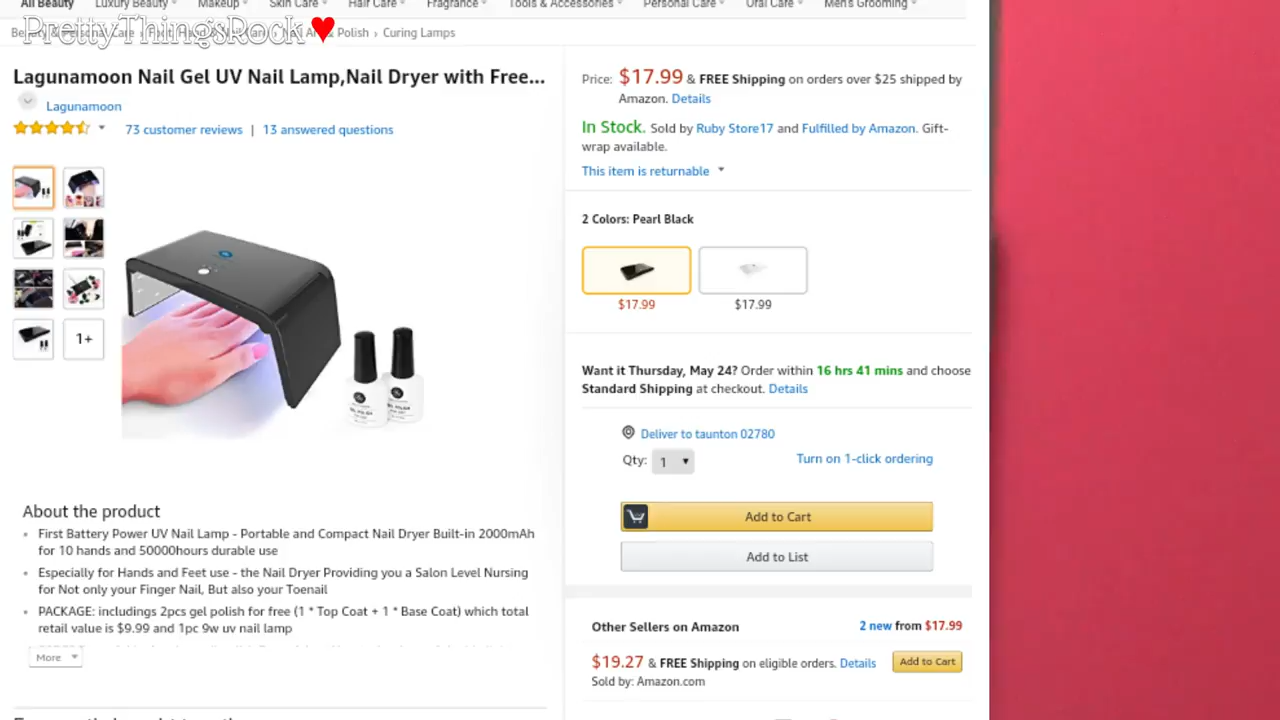 All Beauty Luxury Beauty Makeup Skin Care Hair Care Fragrance Tools & Accessories Personal Care Oral Care Men's Grooming
PrettyThingsRock
Polish › Curing Lamps
Lagunamoon Nail Gel UV Nail Lamp,Nail Dryer with Free...
Lagunamoon
73 customer reviews | 13 answered questions
1+
About the product
First Battery Power UV Nail Lamp - Portable and Compact Nail Dryer Built-in 2000mAh
for 10 hands and 50000hours durable use
Especially for Hands and Feet use - the Nail Dryer Providing you a Salon Level Nursing
for Not only your Finger Nail, But also your Toenail
PACKAGE: includings 2pcs gel polish for free (1 * Top Coat + 1 * Base Coat) which total
retail value is $9.99 and 1pc 9w uv nail lamp
More
Price: $17.99 & FREE Shipping on orders over $25 shipped by
Amazon. Details
In Stock. Sold by Ruby Store17 and Fulfilled by Amazon. Gift-
wrap available.
This item is returnable
2 Colors: Pearl Black
$17.99 $17.99
Want it Thursday, May 24? Order within 16 hrs 41 mins and choose
Standard Shipping at checkout. Details
Deliver to taunton 02780
Qty: 1 Turn on 1-click ordering
Add to Cart
Add to List
Other Sellers on Amazon 2 new from $17.99
$19.27 & FREE Shipping on eligible orders. Details Add to Cart
Sold by: Amazon.com